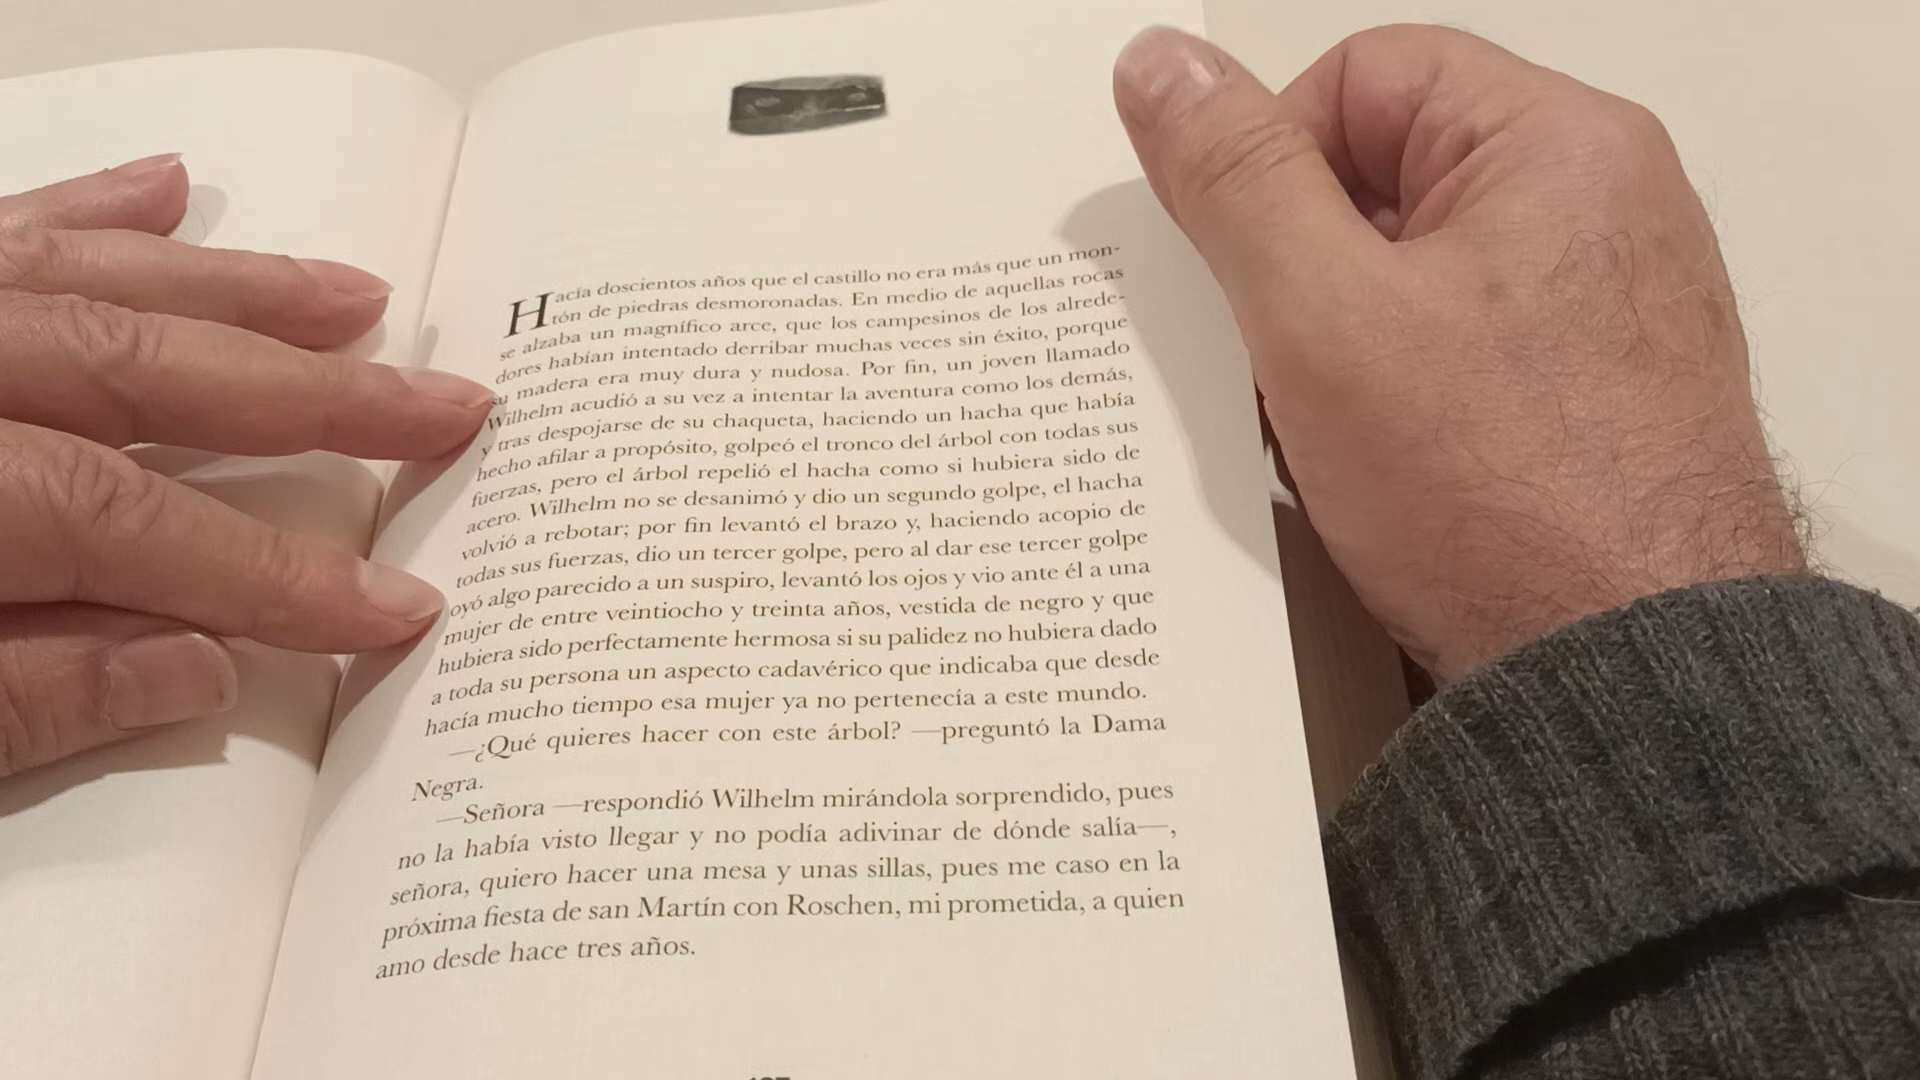 Hacía doscientos años que el castillo no era más que un mon-
tón de piedras desmoronadas. En medio de aquellas rocas
se alzaba un magnífico arce, que los campesinos de los alrede-
dores habían intentado derribar muchas veces sin éxito, porque
su madera era muy dura y nudosa. Por fin, un joven llamado
Wilhelm acudió a su vez a intentar la aventura como los demás,
y tras despojarse de su chaqueta, haciendo un hacha que había
hecho afilar a propósito, golpeó el tronco del árbol con todas sus
fuerzas, pero el árbol repelió el hacha como si hubiera sido de
acero. Wilhelm no se desanimó y dio un segundo golpe, el hacha
volvió a rebotar; por fin levantó el brazo y, haciendo acopio de
todas sus fuerzas, dio un tercer golpe, pero al dar ese tercer golpe
oyó algo parecido a un suspiro, levantó los ojos y vio ante él a una
mujer de entre veintiocho y treinta años, vestida de negro y que
hubiera sido perfectamente hermosa si su palidez no hubiera dado
a toda su persona un aspecto cadavérico que indicaba que desde
hacía mucho tiempo esa mujer ya no pertenecía a este mundo.
—¿Qué quieres hacer con este árbol? —preguntó la Dama
Negra.
—Señora —respondió Wilhelm mirándola sorprendido, pues
no la había visto llegar y no podía adivinar de dónde salía—,
señora, quiero hacer una mesa y unas sillas, pues me caso en la
próxima fiesta de san Martín con Roschen, mi prometida, a quien
amo desde hace tres años.